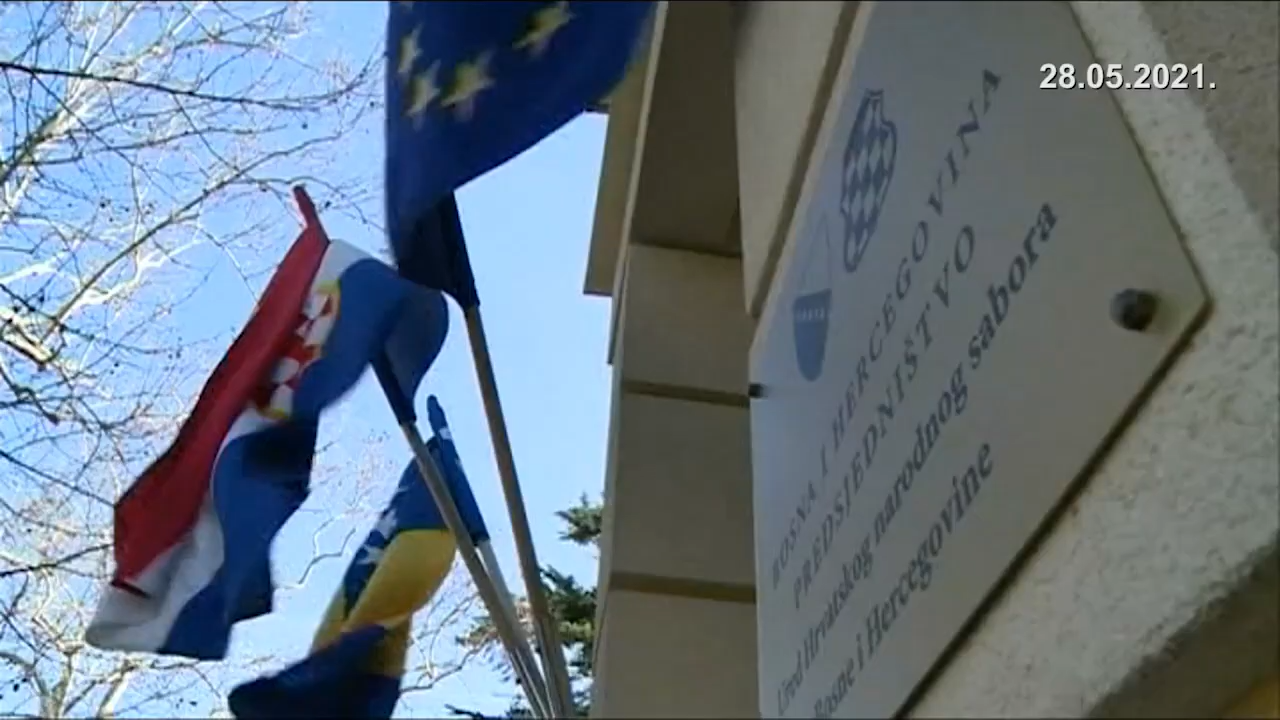 28.05.2021.
BOSNA I HERCEGOVINA
PREDSJEDNIŠTVO
Ured Hrvatskog narodnog sabora
Bosne i Hercegovine